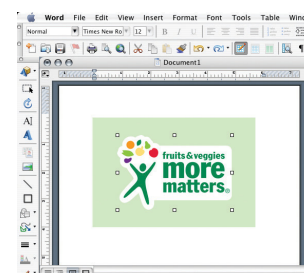 Word File Edit View Insert Format Font Tools Table Wind
Normal Times New Ro 12 B I U
Document1
A
A
fruits&veggies
more
matters®